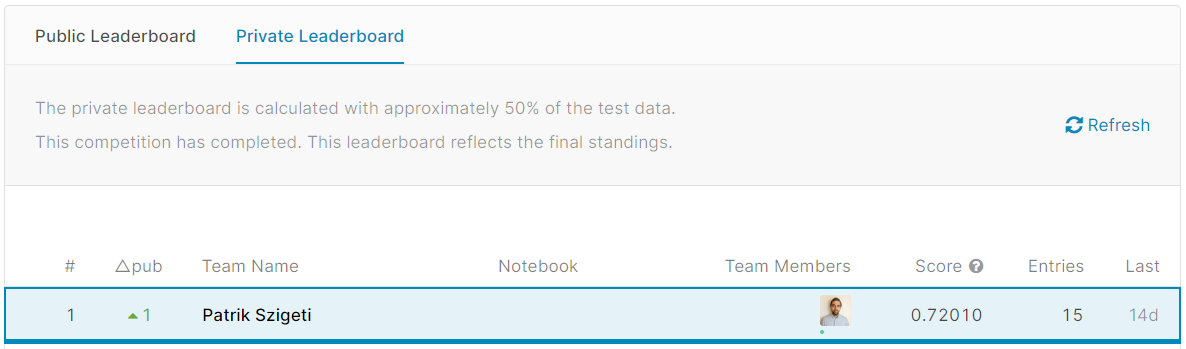 Public Leaderboard Private Leaderboard
The private leaderboard is calculated with approximately 50% of the test data.
This competition has completed. This leaderboard reflects the final standings.
Refresh
# △pub Team Name Notebook Team Members Score Entries Last
1 1 Patrik Szigeti 0.72010 15 14d